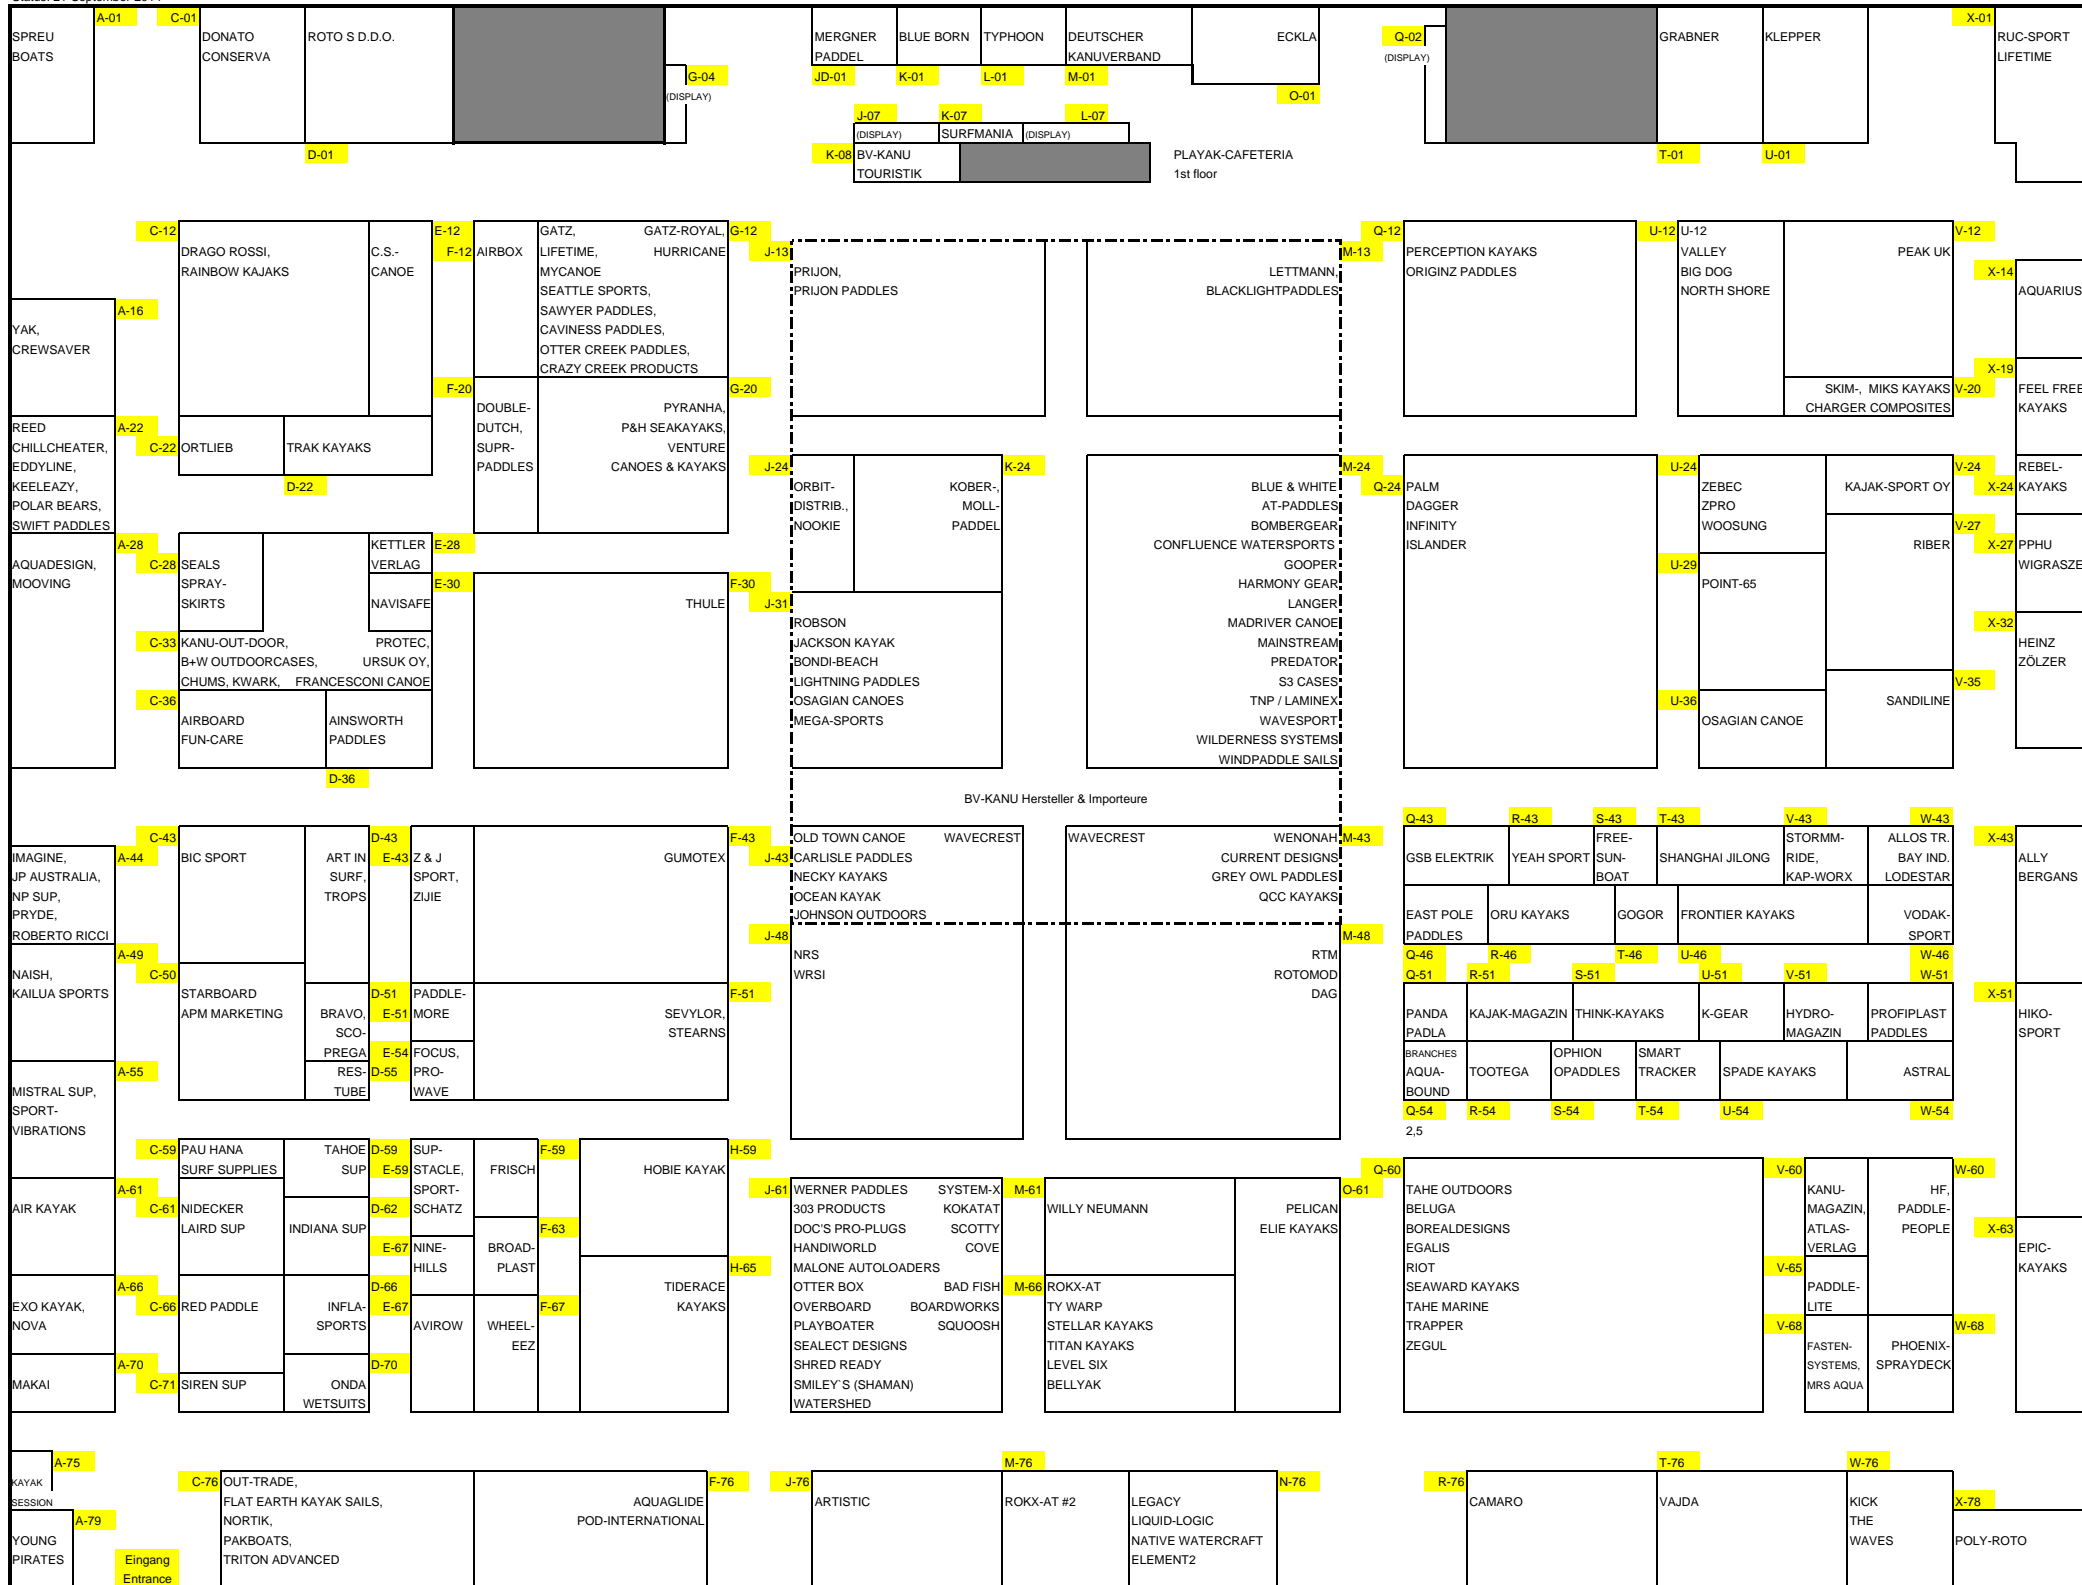 A-01
C-01
X-01
SPREU
BOATS
DONATO
CONSERVA
ROTO S D.D.O.
G-04
(DISPLAY)
MERGNER
PADDEL
BLUE BORN
TYPHOON
DEUTSCHER
KANUVERBAND
ECKLA
Q-02
(DISPLAY)
GRABNER
KLEPPER
RUC-SPORT
LIFETIME
JD-01
K-01
L-01
M-01
O-01
J-07
K-07
L-07
(DISPLAY)
SURFMANIA
(DISPLAY)
D-01
K-08
BV-KANU
TOURISTIK
PLAYAK-CAFETERIA
1st floor
T-01
U-01
C-12
DRAGO ROSSI,
RAINBOW KAJAKS
C.S.-
CANOE
E-12
F-12
AIRBOX
GATZ,
GATZ-ROYAL,
LIFETIME,
HURRICANE
MYCANOE
SEATTLE SPORTS,
SAWYER PADDLES,
CAVINESS PADDLES,
OTTER CREEK PADDLES,
CRAZY CREEK PRODUCTS
G-12
J-13
PRIJON,
PRIJON PADDLES
LETTMANN,
BLACKLIGHTPADDLES
M-13
Q-12
PERCEPTION KAYAKS
ORIGINZ PADDLES
U-12
U-12
VALLEY
BIG DOG
NORTH SHORE
PEAK UK
V-12
X-14
AQUARIUS
A-16
YAK,
CREWSAVER
F-20
DOUBLE-
DUTCH,
SUPR-
PADDLES
G-20
PYRANHA,
P&H SEAKAYAKS,
VENTURE
CANOES & KAYAKS
SKIM-, MIKS KAYAKS
CHARGER COMPOSITES
V-20
X-19
FEEL FREE
KAYAKS
A-22
REED
CHILLCHEATER,
EDDYLINE,
KEELEAZY,
POLAR BEARS,
SWIFT PADDLES
C-22
ORTLIEB
TRAK KAYAKS
D-22
J-24
ORBIT-
DISTRIB.,
NOOKIE
K-24
KOBER-,
MOLL-
PADDEL
M-24
BLUE & WHITE
AT-PADDLES
BOMBERGEAR
CONFLUENCE WATERSPORTS
GOOPER
HARMONY GEAR
LANGER
MADRIVER CANOE
MAINSTREAM
PREDATOR
S3 CASES
TNP / LAMINEX
WAVESPORT
WILDERNESS SYSTEMS
WINDPADDLE SAILS
Q-24
PALM
DAGGER
INFINITY
ISLANDER
U-24
ZEBEC
ZPRO
WOOSUNG
V-24
KAJAK-SPORT OY
X-24
REBEL-
KAYAKS
A-28
AQUADESIGN,
MOOVING
C-28
SEALS
SPRAY-
SKIRTS
KETTLER
VERLAG
E-28
E-30
NAVISAFE
F-30
THULE
V-27
RIBER
X-27
PPHU
WIGRASZE
U-29
POINT-65
J-31
ROBSON
JACKSON KAYAK
BONDI-BEACH
LIGHTNING PADDLES
OSAGIAN CANOES
MEGA-SPORTS
X-32
HEINZ
ZÖLZER
C-33
KANU-OUT-DOOR,
PROTEC,
B+W OUTDOORCASES,
URSUK OY,
CHUMS, KWARK,
FRANCESCONI CANOE
C-36
AIRBOARD
FUN-CARE
AINSWORTH
PADDLES
D-36
V-35
SANDILINE
U-36
OSAGIAN CANOE
BV-KANU Hersteller & Importeure
C-43
BIC SPORT
ART IN
SURF,
TROPS
D-43
E-43
Z & J
SPORT,
ZIJIE
GUMOTEX
F-43
J-43
OLD TOWN CANOE
WAVECREST
CARLISLE PADDLES
NECKY KAYAKS
OCEAN KAYAK
JOHNSON OUTDOORS
WAVECREST
WENONAH
CURRENT DESIGNS
GREY OWL PADDLES
QCC KAYAKS
M-43
Q-43
R-43
S-43
T-43
V-43
W-43
GSB ELEKTRIK
YEAH SPORT
FREE-
SUN-
BOAT
SHANGHAI JILONG
STORMM-
RIDE,
KAP-WORX
ALLOS TR.
BAY IND.
LODESTAR
X-43
ALLY
BERGANS
A-44
IMAGINE,
JP AUSTRALIA,
NP SUP,
PRYDE,
ROBERTO RICCI
EAST POLE
PADDLES
ORU KAYAKS
GOGOR
FRONTIER KAYAKS
VODAK-
SPORT
Q-46
R-46
T-46
U-46
W-46
J-48
NRS
WRSI
M-48
RTM
ROTOMOD
DAG
A-49
NAISH,
KAILUA SPORTS
C-50
STARBOARD
APM MARKETING
D-51
BRAVO,
SCO-
PREGA
E-51
PADDLE-
MORE
F-51
SEVYLOR,
STEARNS
Q-51
R-51
S-51
U-51
V-51
W-51
PANDA
PADLA
KAJAK-MAGAZIN
THINK-KAYAKS
K-GEAR
HYDRO-
MAGAZIN
PROFIPLAST
PADDLES
X-51
HIKO-
SPORT
E-54
FOCUS,
PRO-
WAVE
D-55
RES-
TUBE
A-55
MISTRAL SUP,
SPORT-
VIBRATIONS
BRANCHES
AQUA-
BOUND
TOOTEGA
OPHION
OPADDLES
SMART
TRACKER
SPADE KAYAKS
ASTRAL
Q-54
R-54
S-54
T-54
U-54
W-54
2,5
C-59
PAU HANA
SURF SUPPLIES
TAHOE
SUP
D-59
E-59
SUP-
STACLE,
SPORT-
SCHATZ
FRISCH
F-59
HOBIE KAYAK
H-59
A-61
AIR KAYAK
C-61
NIDECKER
LAIRD SUP
D-62
INDIANA SUP
E-67
NINE-
HILLS
F-63
BROAD-
PLAST
H-65
TIDERACE
KAYAKS
J-61
WERNER PADDLES
SYSTEM-X
303 PRODUCTS
KOKATAT
DOC'S PRO-PLUGS
SCOTTY
HANDIWORLD
COVE
MALONE AUTOLOADERS
OTTER BOX
BAD FISH
OVERBOARD
BOARDWORKS
PLAYBOATER
SQUOOSH
SEALECT DESIGNS
SHRED READY
SMILEY`S (SHAMAN)
WATERSHED
M-61
WILLY NEUMANN
O-61
PELICAN
ELIE KAYAKS
M-66
ROKX-AT
TY WARP
STELLAR KAYAKS
TITAN KAYAKS
LEVEL SIX
BELLYAK
Q-60
TAHE OUTDOORS
BELUGA
BOREALDESIGNS
EGALIS
RIOT
SEAWARD KAYAKS
TAHE MARINE
TRAPPER
ZEGUL
V-60
KANU-
MAGAZIN,
ATLAS-
VERLAG
W-60
HF,
PADDLE-
PEOPLE
X-63
EPIC-
KAYAKS
V-65
PADDLE-
LITE
V-68
FASTEN-
SYSTEMS,
MRS AQUA
W-68
PHOENIX-
SPRAYDECK
A-66
EXO KAYAK,
NOVA
C-66
RED PADDLE
D-66
INFLA-
SPORTS
E-67
AVIROW
F-67
WHEEL-
EEZ
A-70
MAKAI
C-71
SIREN SUP
D-70
ONDA
WETSUITS
A-75
KAYAK
SESSION
A-79
YOUNG
PIRATES
Eingang
Entrance
C-76
OUT-TRADE,
FLAT EARTH KAYAK SAILS,
NORTIK,
PAKBOATS,
TRITON ADVANCED
F-76
AQUAGLIDE
POD-INTERNATIONAL
J-76
ARTISTIC
M-76
ROKX-AT #2
N-76
LEGACY
LIQUID-LOGIC
NATIVE WATERCRAFT
ELEMENT2
R-76
CAMARO
T-76
VAJDA
W-76
KICK
THE
WAVES
X-78
POLY-ROTO